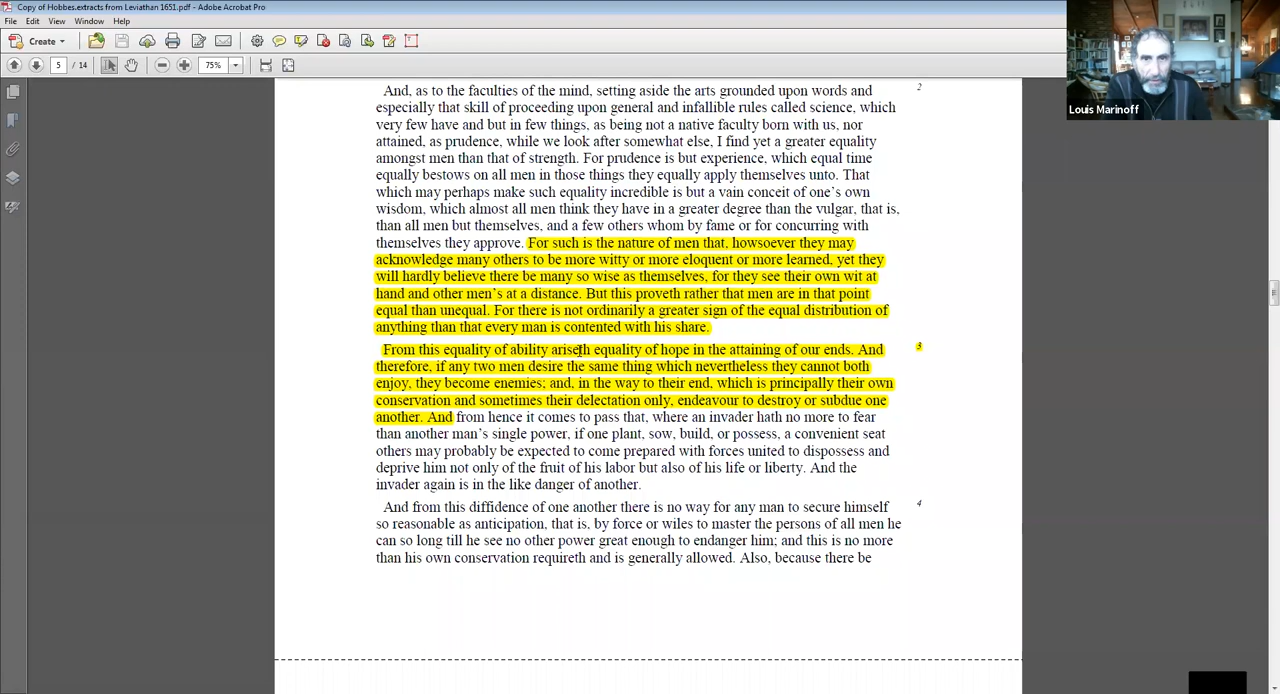 Copy of Hobbes.extracts from Leviathan 1651.pdf - Adobe Acrobat Pro
File Edit View Window Help
Create
5 / 14 75%
Louis Marinoff
And, as to the faculties of the mind, setting aside the arts grounded upon words and 2
especially that skill of proceeding upon general and infallible rules called science, which
very few have and but in few things, as being not a native faculty born with us, nor
attained, as prudence, while we look after somewhat else, I find yet a greater equality
amongst men than that of strength. For prudence is but experience, which equal time
equally bestows on all men in those things they equally apply themselves unto. That
which may perhaps make such equality incredible is but a vain conceit of one's own
wisdom, which almost all men think they have in a greater degree than the vulgar, that is,
than all men but themselves, and a few others whom by fame or for concurring with
themselves they approve. For such is the nature of men that, howsoever they may
acknowledge many others to be more witty or more eloquent or more learned, yet they
will hardly believe there be many so wise as themselves, for they see their own wit at
hand and other men's at a distance. But this proveth rather that men are in that point
equal than unequal. For there is not ordinarily a greater sign of the equal distribution of
anything than that every man is contented with his share.
From this equality of ability ariseth equality of hope in the attaining of our ends. And 3
therefore, if any two men desire the same thing which nevertheless they cannot both
enjoy, they become enemies; and, in the way to their end, which is principally their own
conservation and sometimes their delectation only, endeavour to destroy or subdue one
another. And from hence it comes to pass that, where an invader hath no more to fear
than another man's single power, if one plant, sow, build, or possess, a convenient seat
others may probably be expected to come prepared with forces united to dispossess and
deprive him not only of the fruit of his labor but also of his life or liberty. And the
invader again is in the like danger of another.
And from this diffidence of one another there is no way for any man to secure himself 4
so reasonable as anticipation, that is, by force or wiles to master the persons of all men he
can so long till he see no other power great enough to endanger him; and this is no more
than his own conservation requireth and is generally allowed. Also, because there be